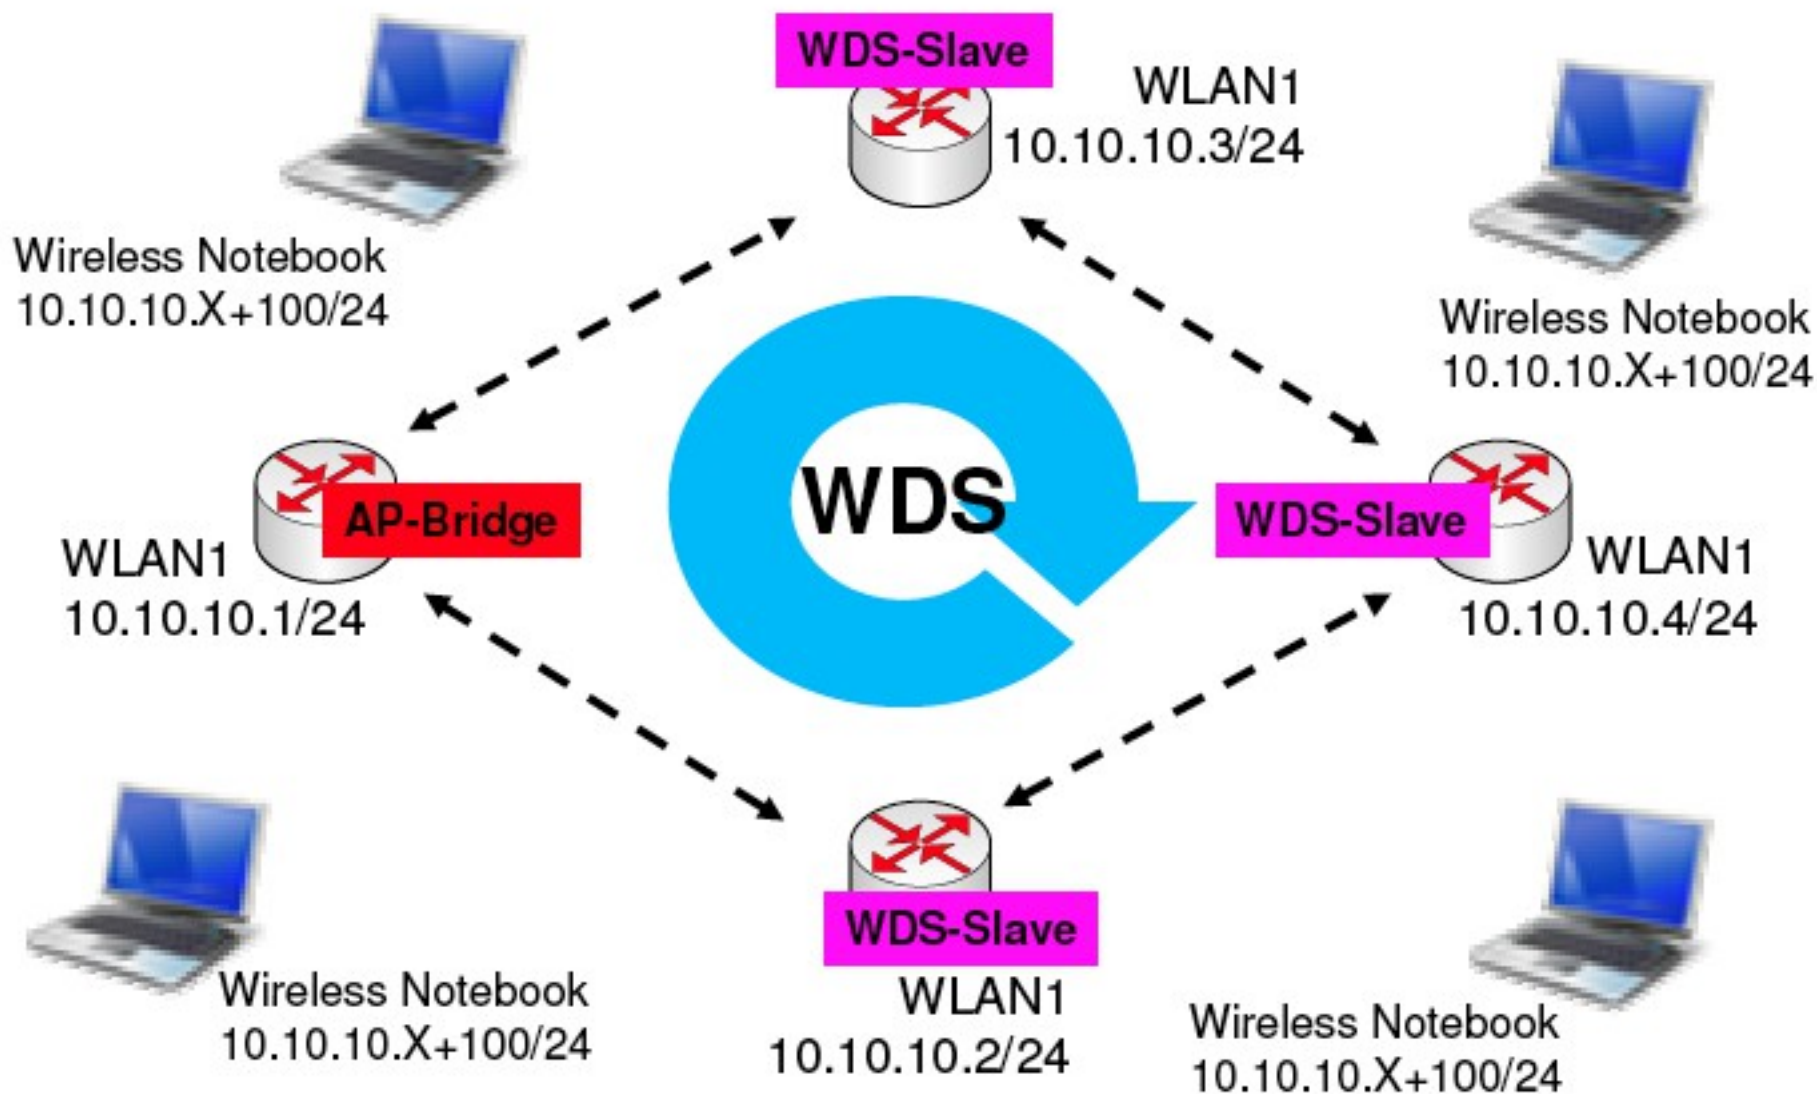 WDS-Slave
WLAN1
10.10.10.3/24
Wireless Notebook
10.10.10.X+100/24
Wireless Notebook
10.10.10.X+100/24
WDS
AP-Bridge
WLAN1
10.10.10.1/24
WDS-Slave
WLAN1
10.10.10.4/24
WDS-Slave
WLAN1
10.10.10.2/24
Wireless Notebook
10.10.10.X+100/24
Wireless Notebook
10.10.10.X+100/24